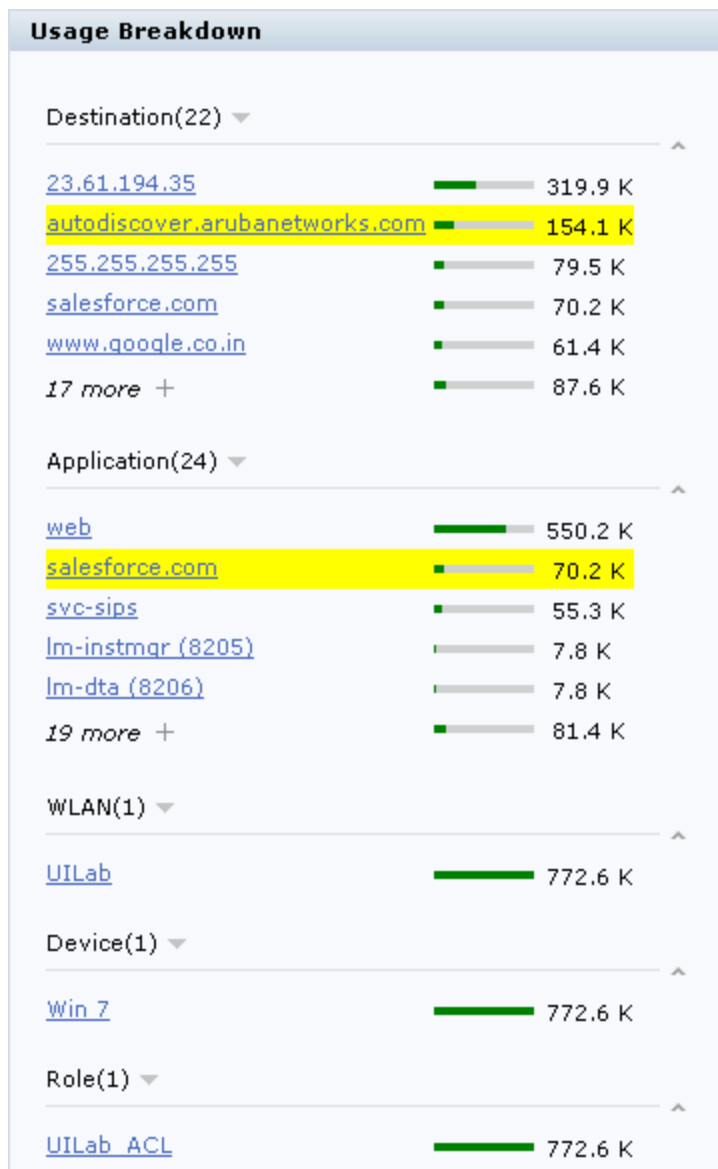 Usage Breakdown
Destination(22)
23.61.194.35 319.9 K
autodiscover.arubanetworks.com 154.1 K
255.255.255.255 79.5 K
salesforce.com 70.2 K
www.google.co.in 61.4 K
17 more + 87.6 K
Application(24)
web 550.2 K
salesforce.com 70.2 K
svc-sips 55.3 K
lm-instmgr (8205) 7.8 K
lm-dta (8206) 7.8 K
19 more + 81.4 K
WLAN(1)
UILab 772.6 K
Device(1)
Win 7 772.6 K
Role(1)
UILab_ACL 772.6 K